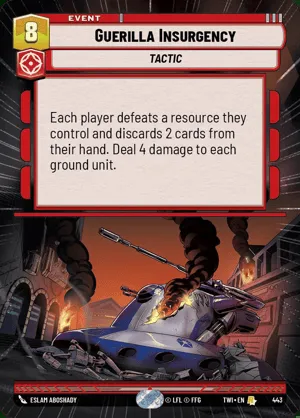 EVENT
8
GUERILLA INSURGENCY
TACTIC
Each player defeats a resource they
control and discards 2 cards from
their hand. Deal 4 damage to each
ground unit.
ESLAM ABOSHADY
© LFL © FFG
TWI • EN
443